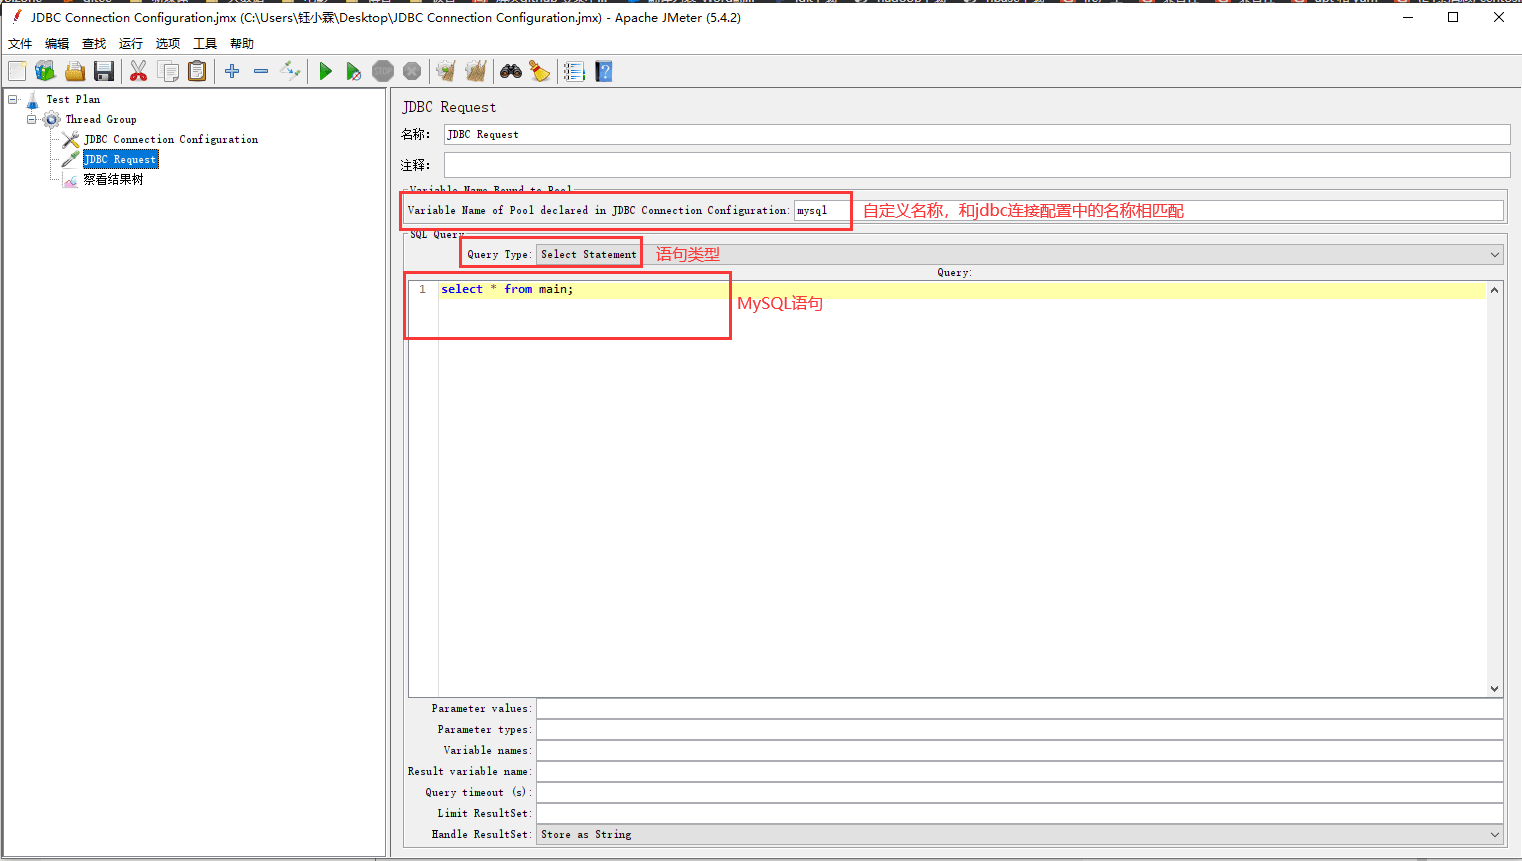 JDBC Connection Configuration.jmx (C:\Users\钰小霖\Desktop\JDBC Connection Configuration.jmx) - Apache JMeter (5.4.2)
文件 编辑 查找 运行 选项 工具 帮助
STOP
Test Plan
Thread Group
JDBC Connection Configuration
JDBC Request
察看结果树
JDBC Request
名称: JDBC Request
注释:
Variable Name Bound to Pool
Variable Name of Pool declared in JDBC Connection Configuration: mysql 自定义名称，和jdbc连接配置中的名称相匹配
SQL Query
Query Type: Select Statement 语句类型
Query:
1 select * from main;
MySQL语句
Parameter values:
Parameter types:
Variable names:
Result variable name:
Query timeout (s):
Limit ResultSet:
Handle ResultSet: Store as String